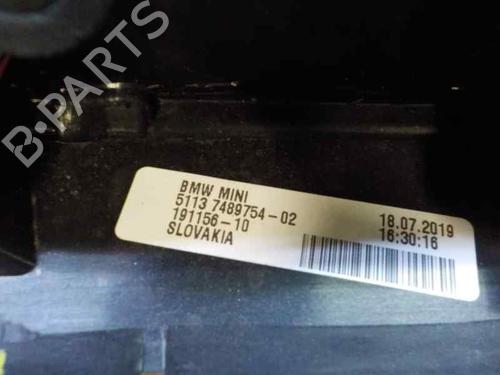 B-PARTS
BMW MINI
5113 7489754-02
191156-10
SLOVAKIA
18.07.2019
16:30:16